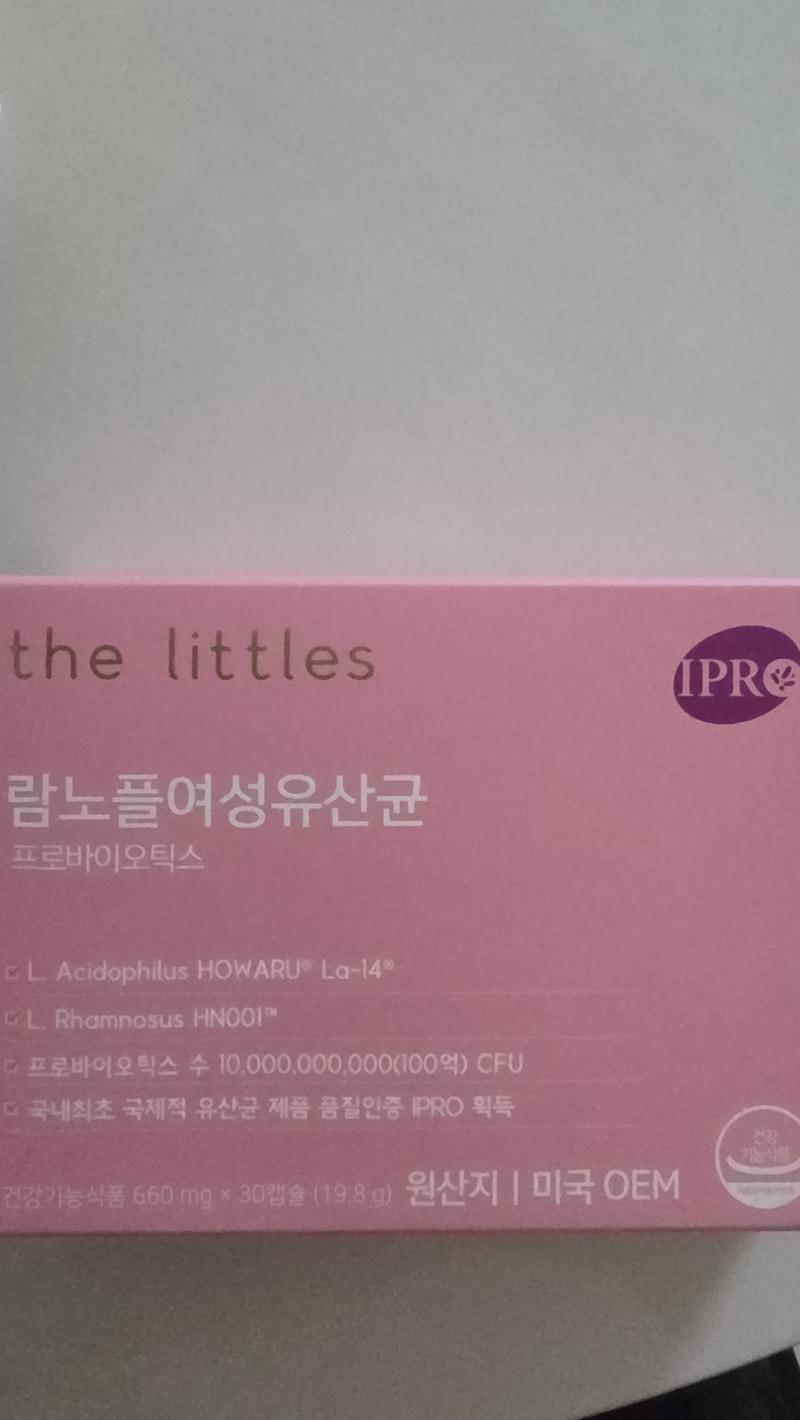 the littles
IPRO
람노플여성유산균
프로바이오틱스
L. Acidophilus HOWARU® La-14®
L. Rhamnosus HN001™
프로바이오틱스 수 10,000,000,000(100억) CFU
국내최초 국제적 유산균 제품 품질인증 IPRO 획득
건강
기능식품
건강기능식품 660 mg × 30캡슐 (19.8 g) 원산지 | 미국 OEM